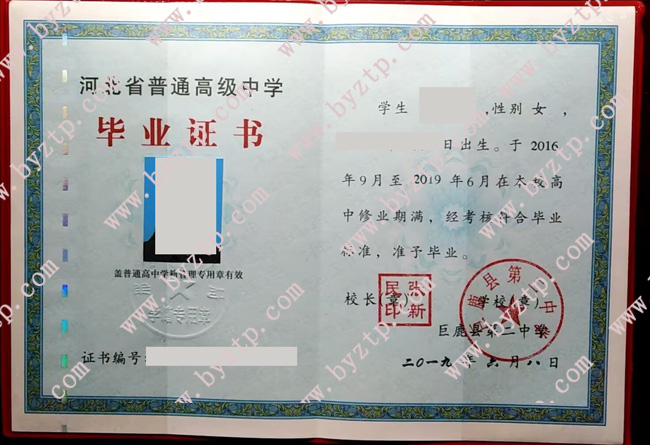 河北省普通高级中学
毕业证书
盖普通高中学籍管理专用章有效
学籍专用章
证书编号:
学生 ,性别 女 ,
日出生。于 2016
年9月至 2019 年6月在本校高
中修业期满，经考核符合毕业
标准，准予毕业。
校长(章) 学校(章)
巨鹿县第二中学
二〇一九年 六月 八日
www.byztp.com